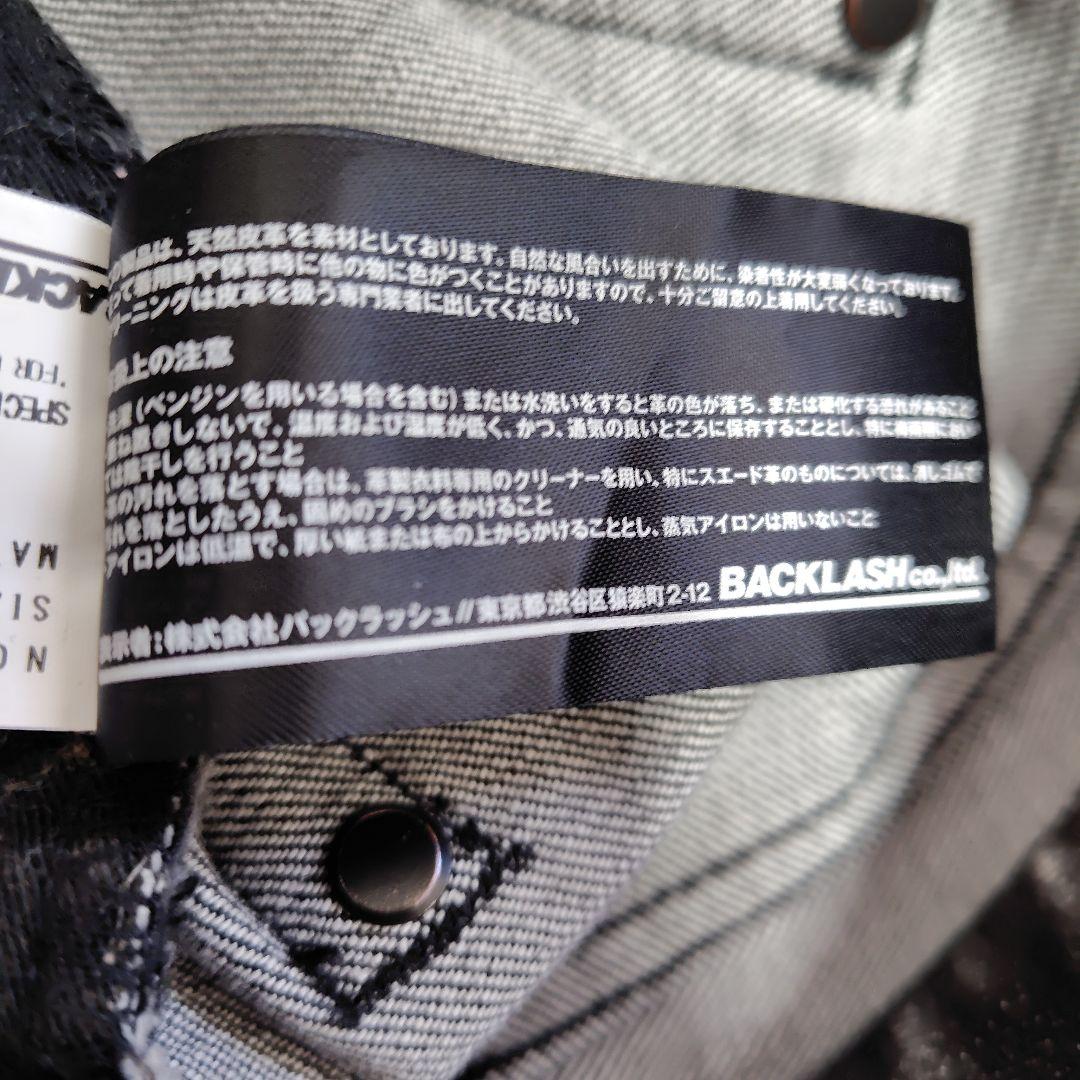 品は、天然皮革を素材としております。自然な風合いを出すために、染着性が大変弱くなっております。
て着用時や保管時に他の物に色がつくことがありますので、十分ご留意の上着用してください。
ーニングは皮革を扱う専門業者に出してください。
扱上の注意
濯(ベンジンを用いる場合を含む)または水洗いをすると革の色が落ち、または硬化する恐れがあること
重ね置きしないで、温度および湿度が低く、かつ、通気の良いところに保存することとし、特に
は陰干しを行うこと
の汚れを落とす場合は、革製衣料専用のクリーナーを用い、特にスエード革のものについては、消しゴムで
れを落としたうえ、固めのブラシをかけること
アイロンは低温で、厚い紙または布の上からかけることとし、蒸気アイロンは用いないこと
表示者:株式会社バックラッシュ//東京都渋谷区猿楽町2-12 BACKLASH co.,ltd.
ACK
"FOR
SPEC
MA
SI
NO